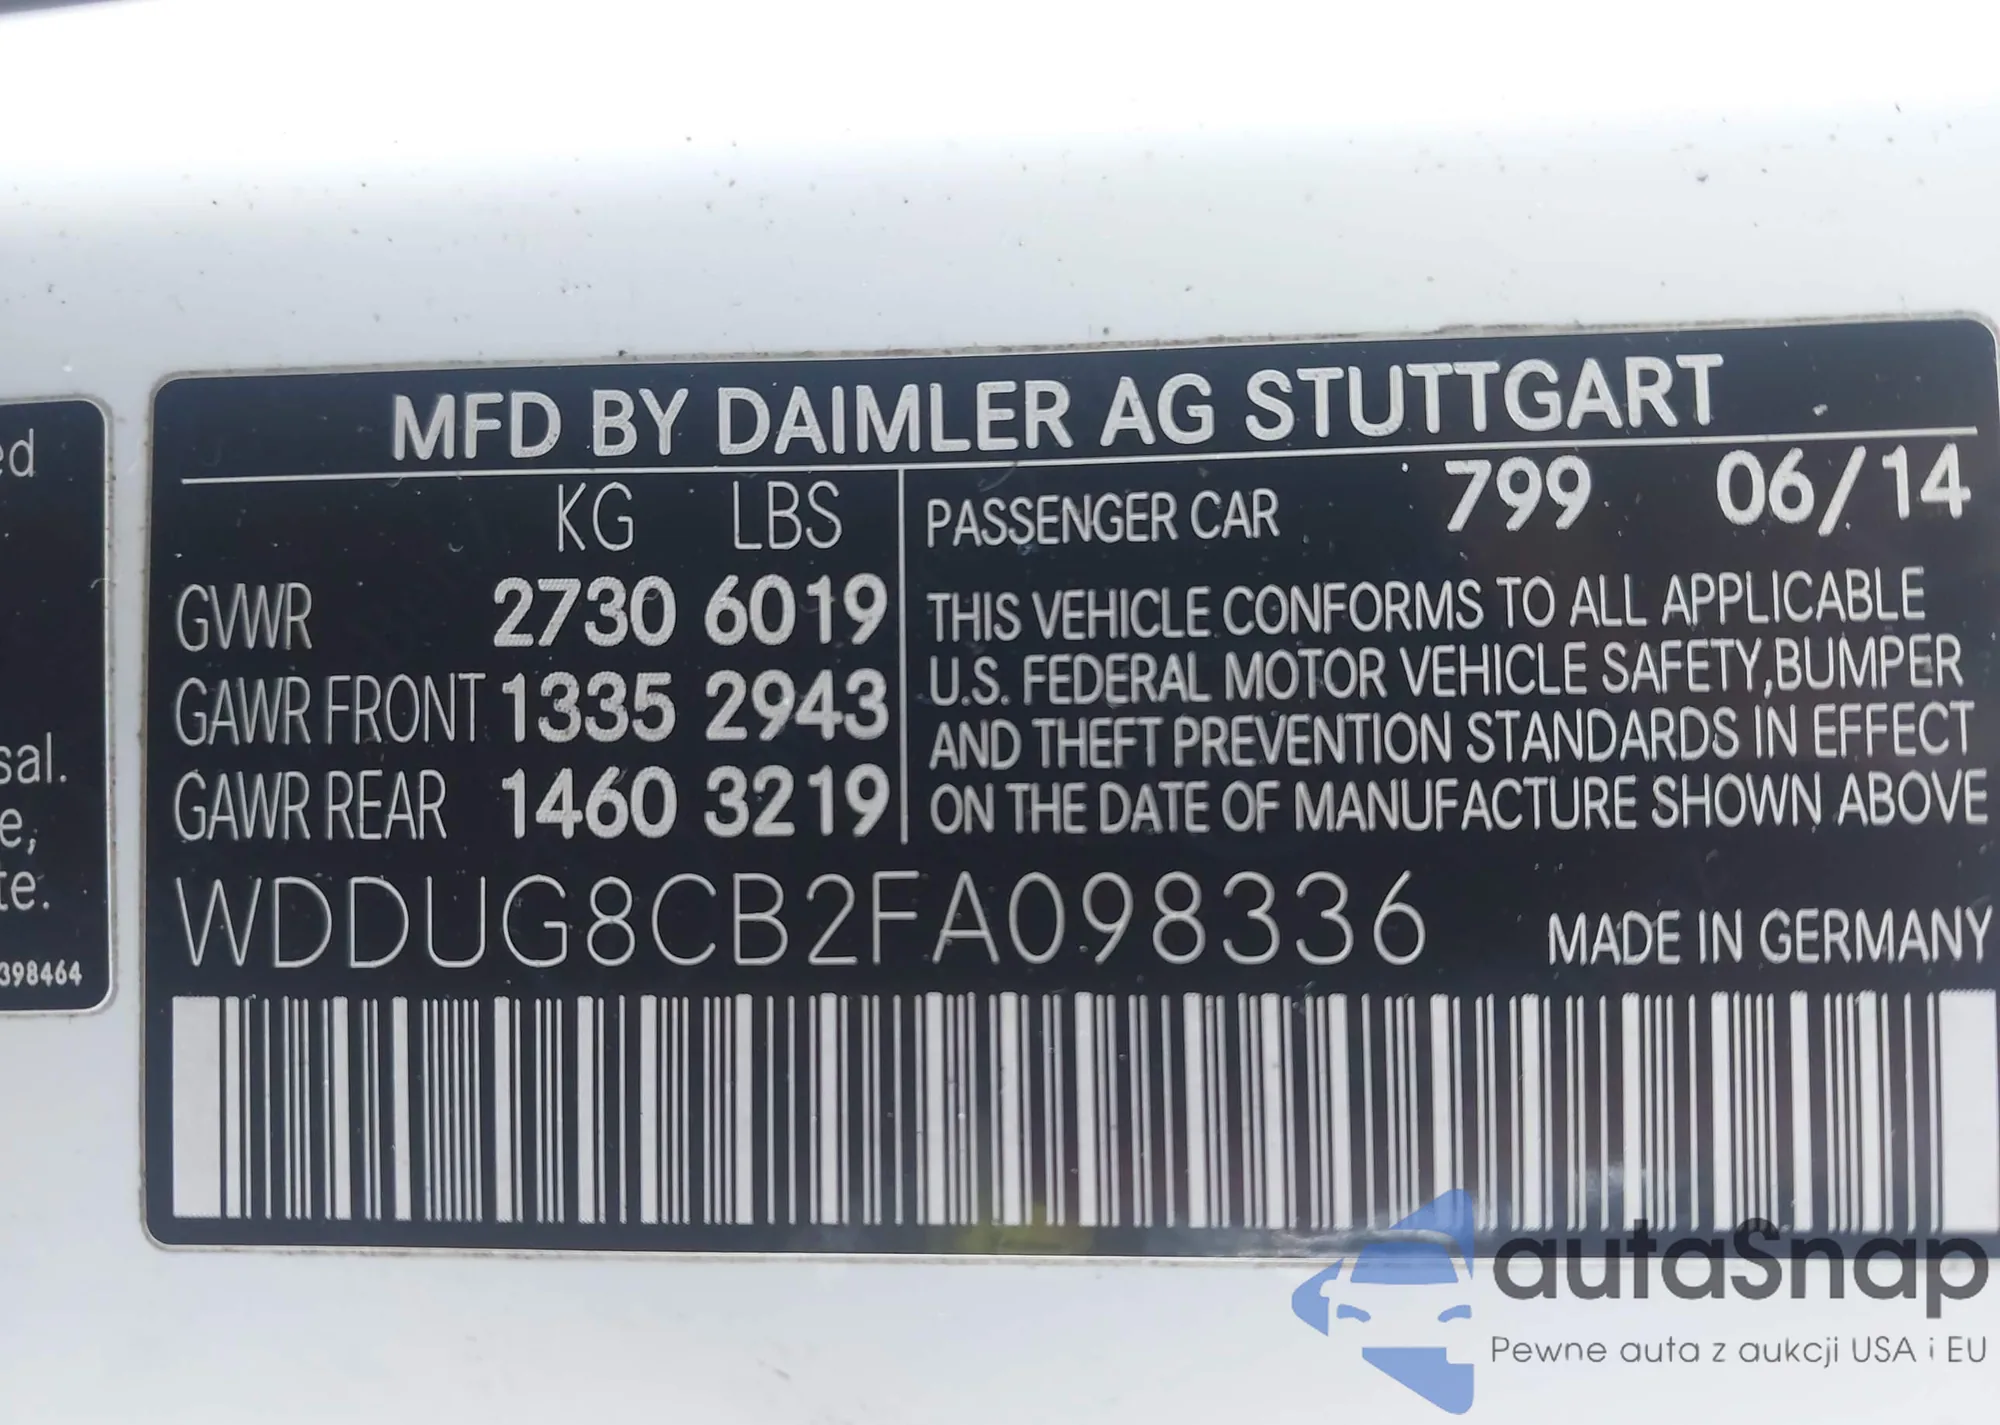 MFD BY DAIMLER AG STUTTGART
KG LBS
GVWR 2730 6019
GAWR FRONT 1335 2943
GAWR REAR 1460 3219
PASSENGER CAR 799 06/14
THIS VEHICLE CONFORMS TO ALL APPLICABLE
U.S. FEDERAL MOTOR VEHICLE SAFETY,BUMPER
AND THEFT PREVENTION STANDARDS IN EFFECT
ON THE DATE OF MANUFACTURE SHOWN ABOVE
WDDUG8CB2FA098336
MADE IN GERMANY
398464
autaSnap
Pewne auta z aukcji USA i EU